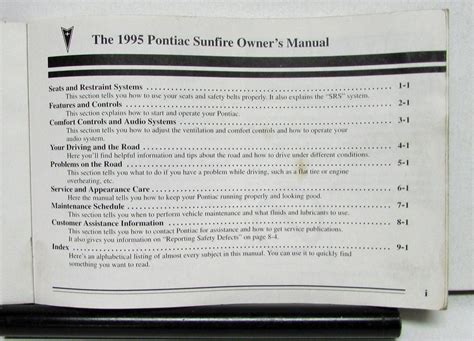 The 1995 Pontiac Sunfire Owner's Manual
Seats and Restraint Systems 1-1
This section tells you how to use your seats and safety belts properly. It also explains the "SRS" system.
Features and Controls 2-1
This section explains how to start and operate your Pontiac.
Comfort Controls and Audio Systems 3-1
This section tells you how to adjust the ventilation and comfort controls and how to operate your
audio system.
Your Driving and the Road 4-1
Here you'll find helpful information and tips about the road and how to drive under different conditions.
Problems on the Road 5-1
This section tells you what to do if you have a problem while driving, such as a flat tire or engine
overheating, etc.
Service and Appearance Care 6-1
Here the manual tells you how to keep your Pontiac running properly and looking good.
Maintenance Schedule 7-1
This section tells you when to perform vehicle maintenance and what fluids and lubricants to use.
Customer Assistance Information 8-1
This section tells you how to contact Pontiac for assistance and how to get service publications.
It also gives you information on "Reporting Safety Defects" on page 8-4.
Index 9-1
Here's an alphabetical listing of almost every subject in this manual. You can use it to quickly find
something you want to read.
i